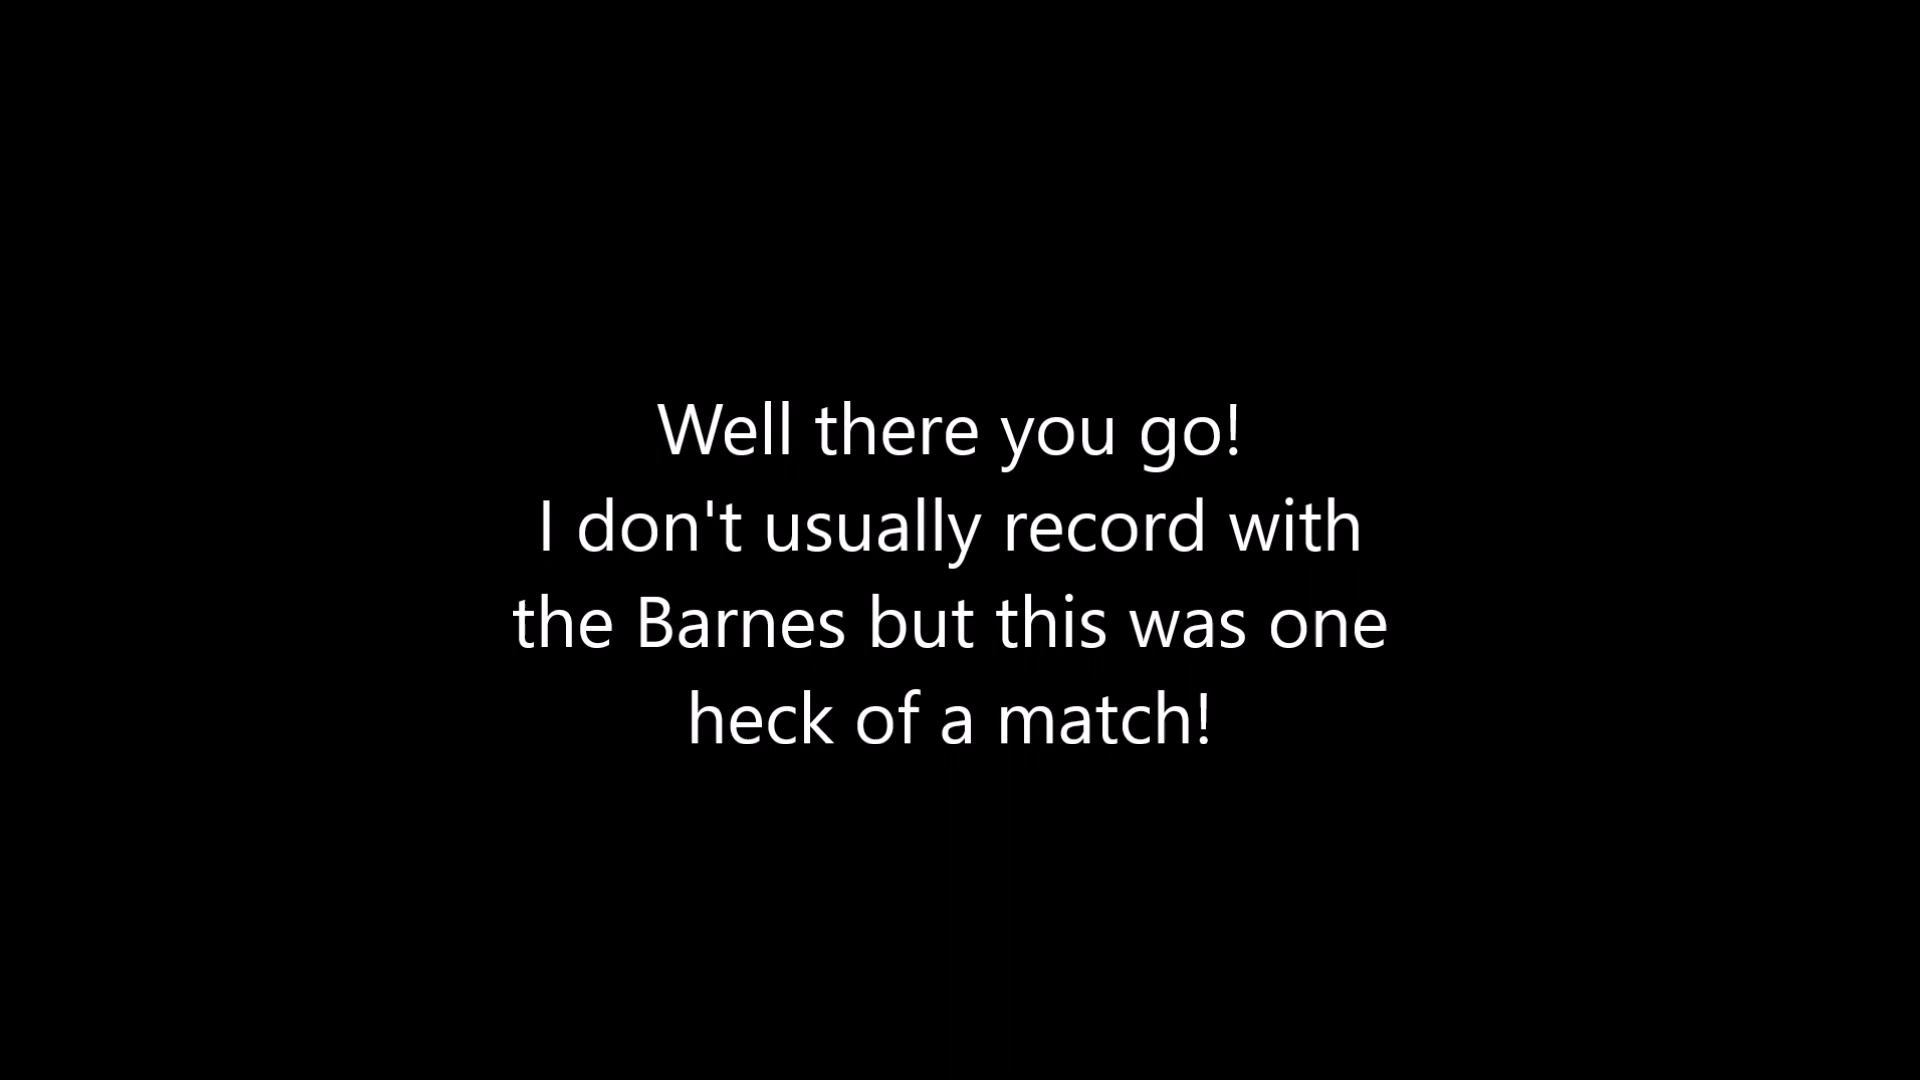 Well there you go!
I don't usually record with
the Barnes but this was one
heck of a match!